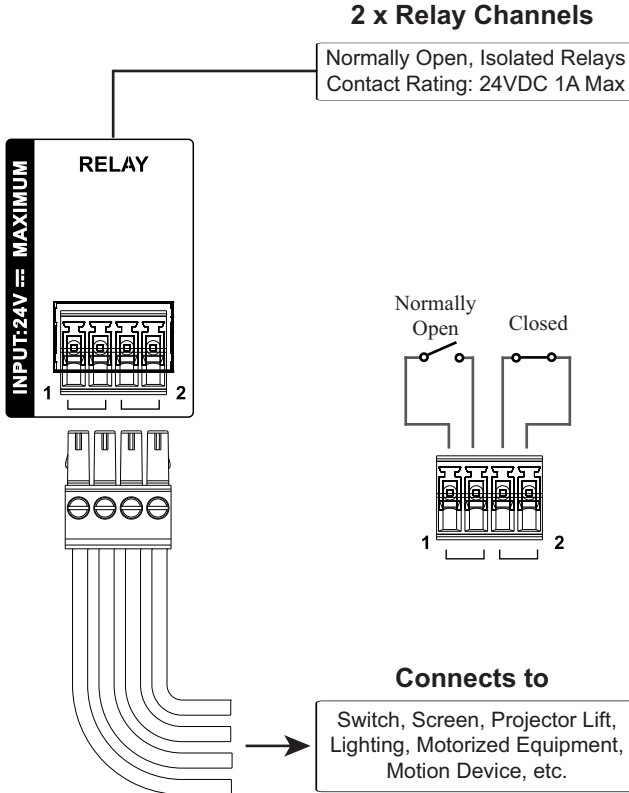 2 x Relay Channels
Normally Open, Isolated Relays
Contact Rating: 24VDC 1A Max
RELAY
INPUT:24V ⎓ MAXIMUM
1
2
Normally
Open
Closed
1
2
Connects to
Switch, Screen, Projector Lift,
Lighting, Motorized Equipment,
Motion Device, etc.